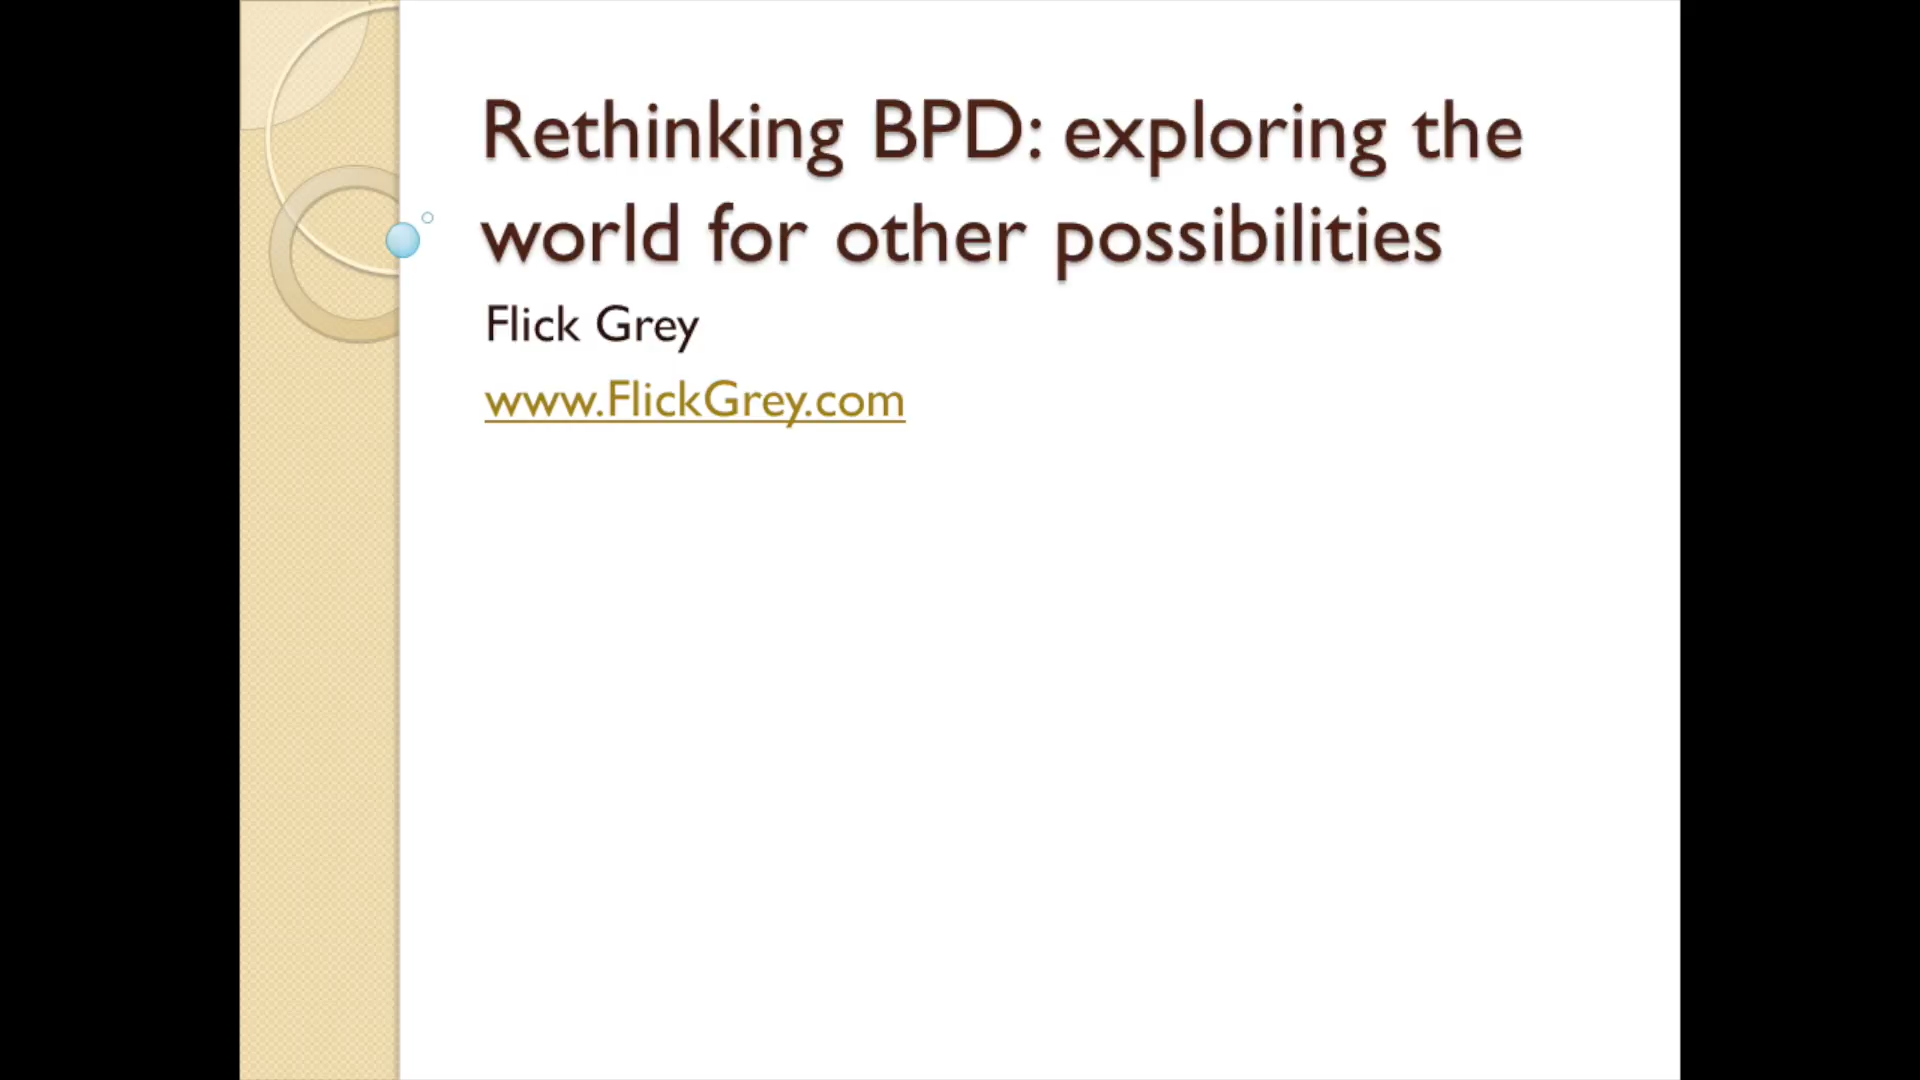 Rethinking BPD: exploring the
world for other possibilities
Flick Grey
www.FlickGrey.com